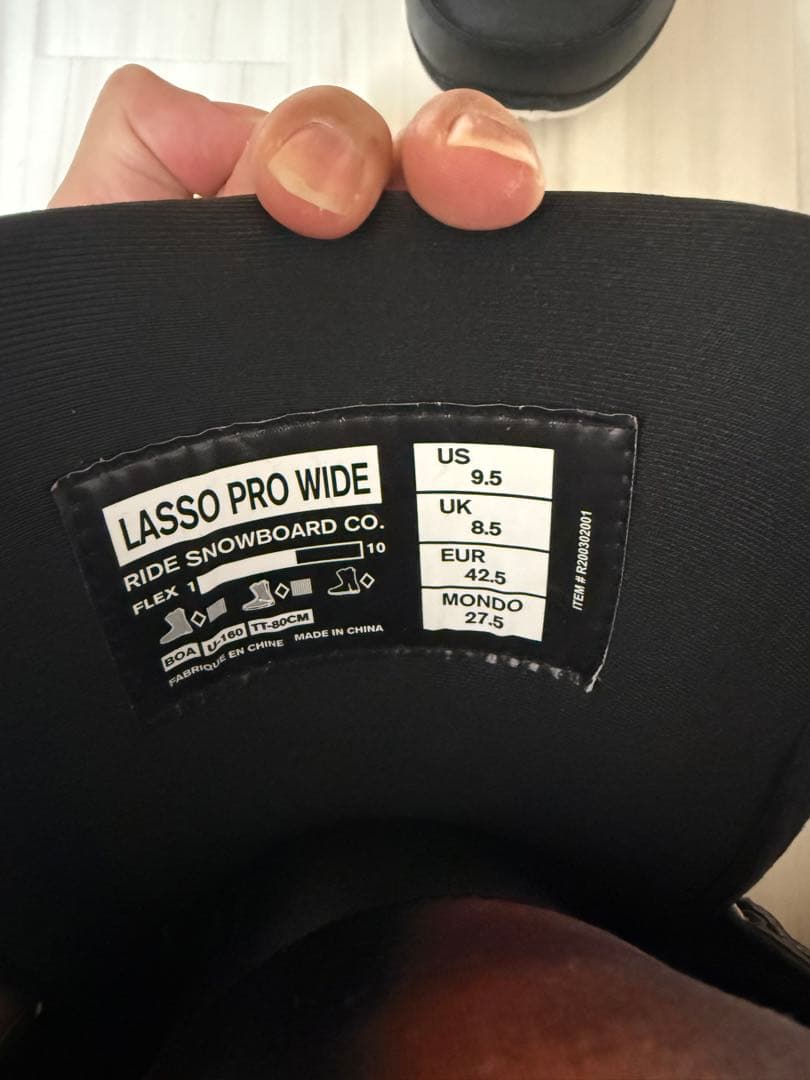 LASSO PRO WIDE
RIDE SNOWBOARD CO.
FLEX 1 10
BOA U-160 TT-80CM
FABRIQUE EN CHINE MADE IN CHINA
US
9.5
UK
8.5
EUR
42.5
MONDO
27.5
ITEM # R200302001